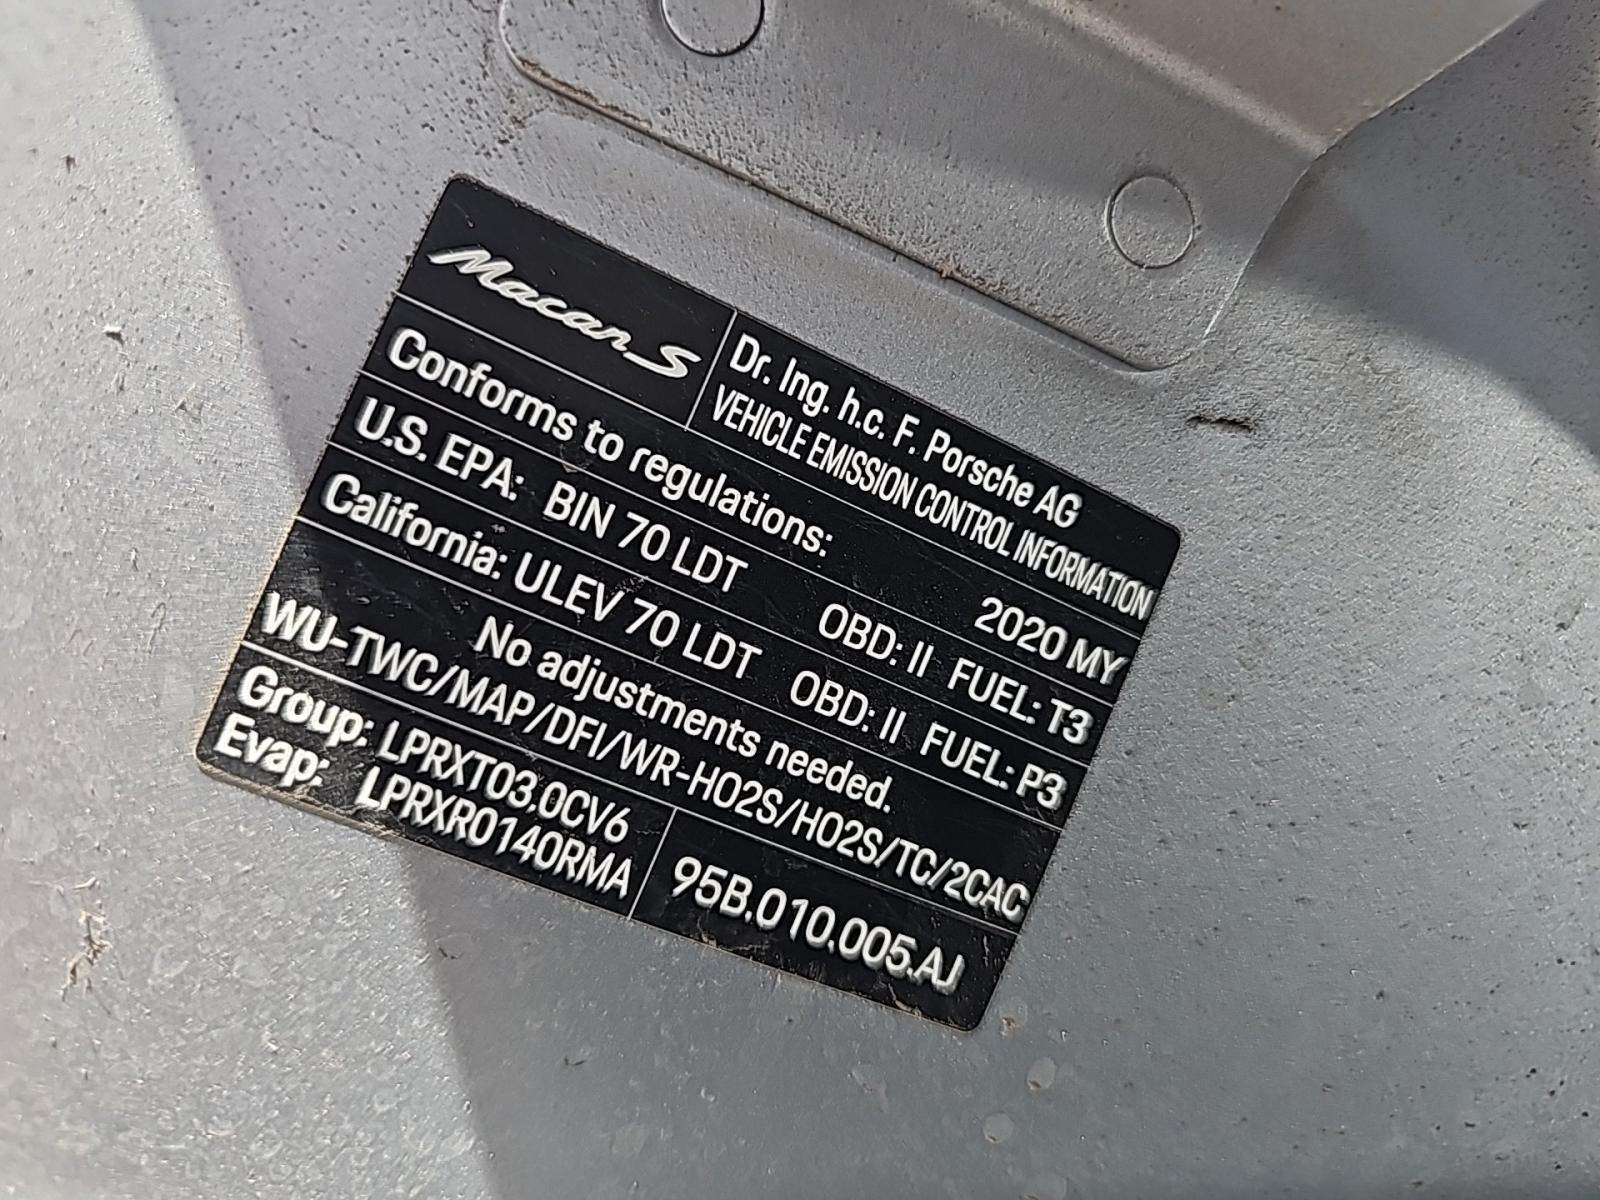 Macan S
Dr. Ing. h.c. F. Porsche AG
VEHICLE EMISSION CONTROL INFORMATION
Conforms to regulations: 2020 MY
U.S. EPA: BIN 70 LDT OBD: II FUEL: T3
California: ULEV 70 LDT OBD: II FUEL: P3
No adjustments needed.
WU-TWC/MAP/DFI/WR-HO2S/HO2S/TC/2CAC
Group: LPRXT03.0CV6
Evap: LPRXR0140RMA
95B.010.005.AJ